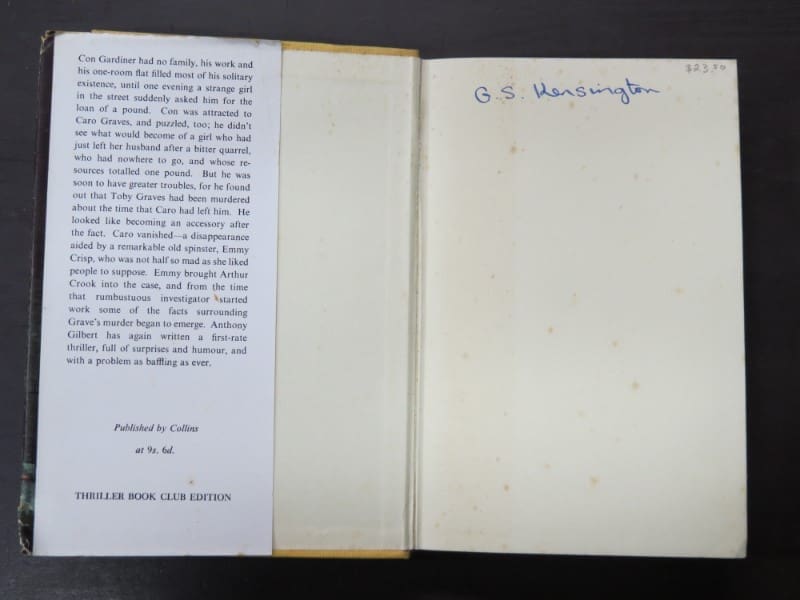 Con Gardiner had no family, his work and
his one-room flat filled most of his solitary
existence, until one evening a strange girl
in the street suddenly asked him for the
loan of a pound. Con was attracted to
Caro Graves, and puzzled, too; he didn't
see what would become of a girl who had
just left her husband after a bitter quarrel,
who had nowhere to go, and whose re-
sources totalled one pound. But he was
soon to have greater troubles, for he found
out that Toby Graves had been murdered
about the time that Caro had left him. He
looked like becoming an accessory after
the fact. Caro vanished—a disappearance
aided by a remarkable old spinster, Emmy
Crisp, who was not half so mad as she liked
people to suppose. Emmy brought Arthur
Crook into the case, and from the time
that rumbustuous investigator started
work some of the facts surrounding
Grave's murder began to emerge. Anthony
Gilbert has again written a first-rate
thriller, full of surprises and humour, and
with a problem as baffling as ever.
Published by Collins
at 9s. 6d.
THRILLER BOOK CLUB EDITION
$23.50
G. S. Kensington